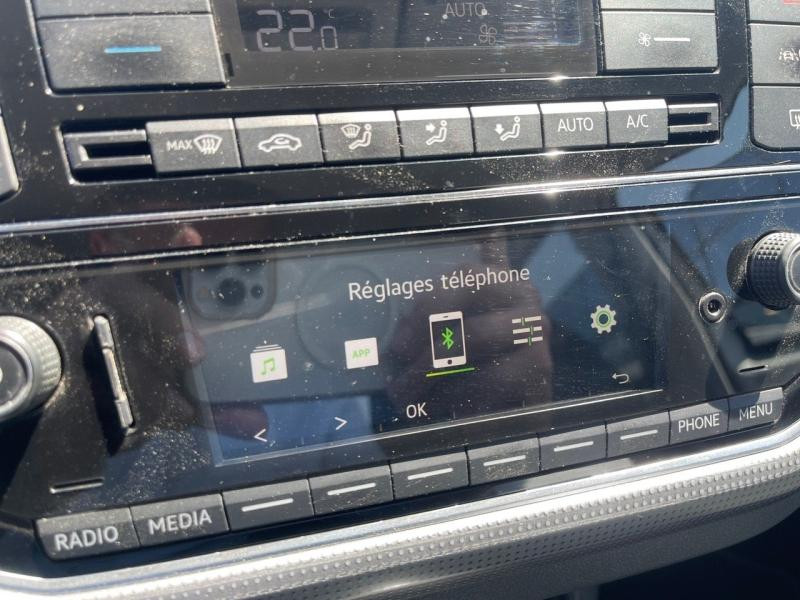 22.0 °C
AUTO
MAX
AUTO
A/C
Réglages téléphone
APP
< > OK
RADIO
MEDIA
PHONE
MENU